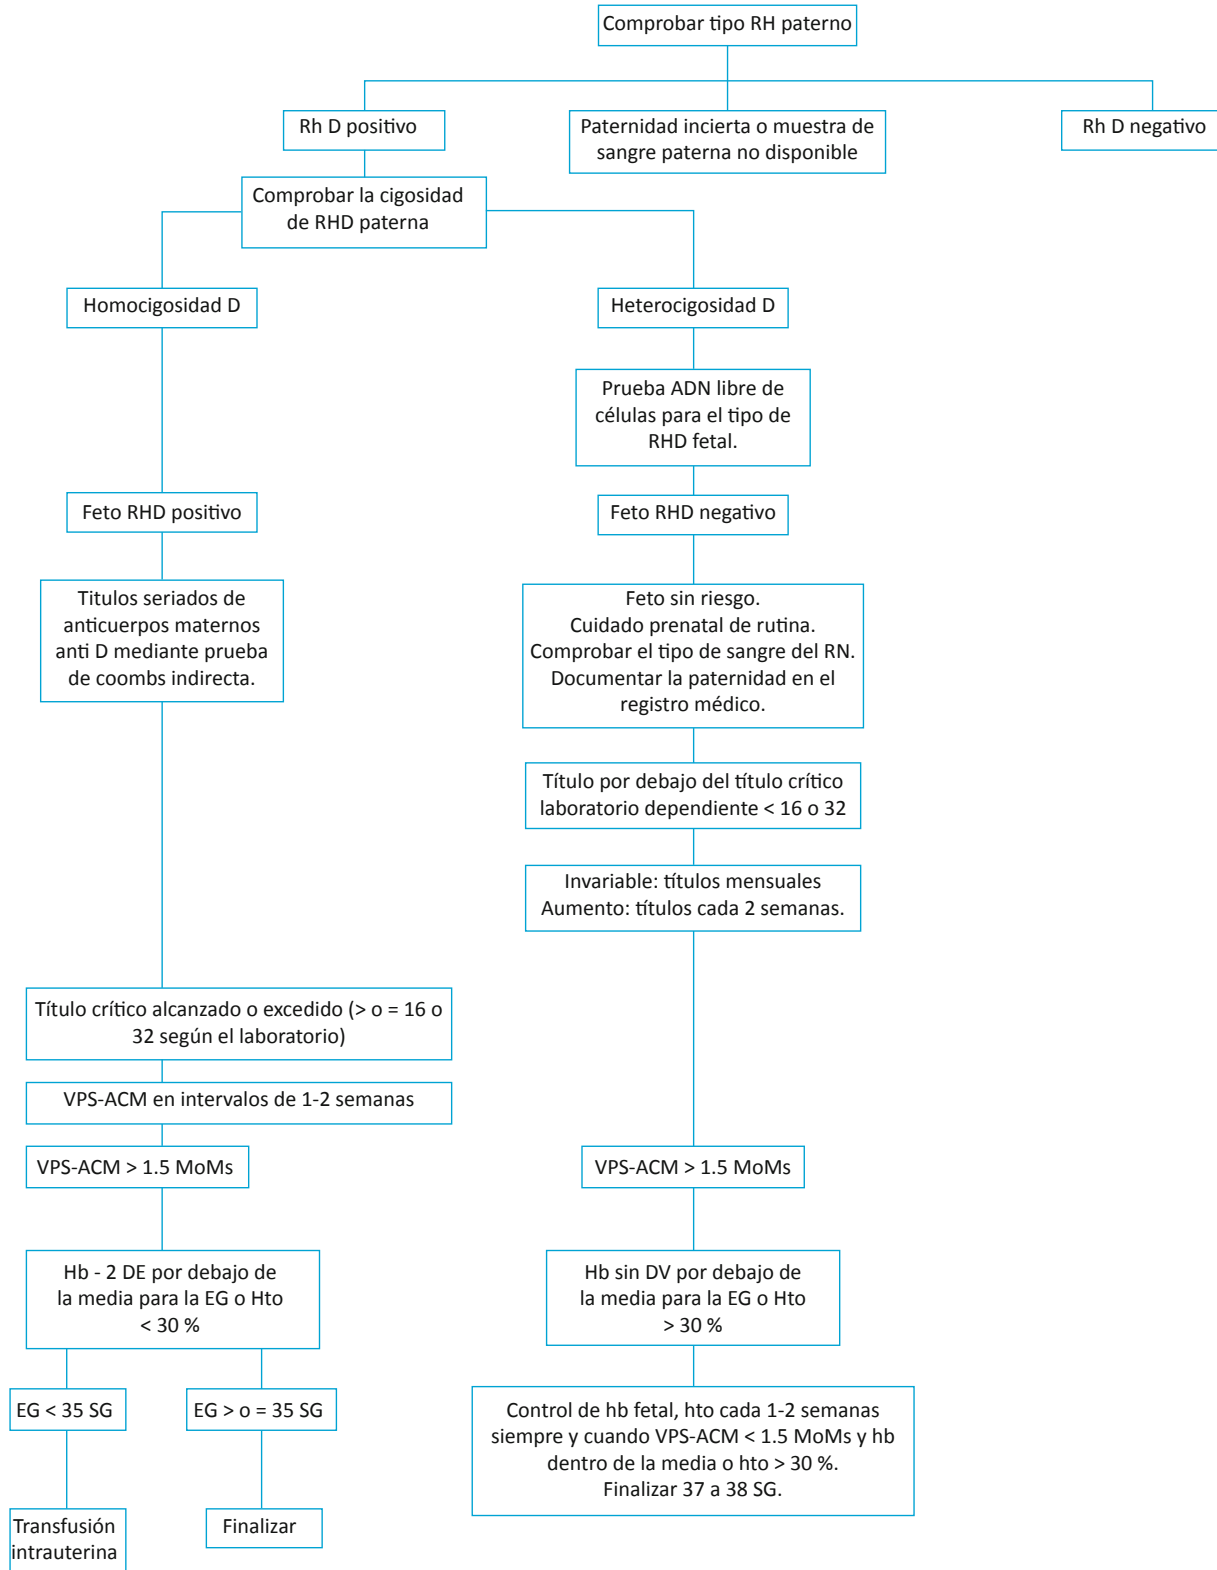 Comprobar tipo RH paterno
Rh D positivo
Paternidad incierta o muestra de
sangre paterna no disponible
Rh D negativo
Comprobar la cigosidad
de RHD paterna
Homocigosidad D
Heterocigosidad D
Prueba ADN libre de
células para el tipo de
RHD fetal.
Feto RHD positivo
Feto RHD negativo
Titulos seriados de
anticuerpos maternos
anti D mediante prueba
de coombs indirecta.
Feto sin riesgo.
Cuidado prenatal de rutina.
Comprobar el tipo de sangre del RN.
Documentar la paternidad en el
registro médico.
Título por debajo del título crítico
laboratorio dependiente < 16 o 32
Invariable: títulos mensuales
Aumento: títulos cada 2 semanas.
Título crítico alcanzado o excedido (> o = 16 o
32 según el laboratorio)
VPS-ACM en intervalos de 1-2 semanas
VPS-ACM > 1.5 MoMs
VPS-ACM > 1.5 MoMs
Hb - 2 DE por debajo de
la media para la EG o Hto
< 30 %
Hb sin DV por debajo de
la media para la EG o Hto
> 30 %
EG < 35 SG
EG > o = 35 SG
Control de hb fetal, hto cada 1-2 semanas
siempre y cuando VPS-ACM < 1.5 MoMs y hb
dentro de la media o hto > 30 %.
Finalizar 37 a 38 SG.
Transfusión
intrauterina
Finalizar